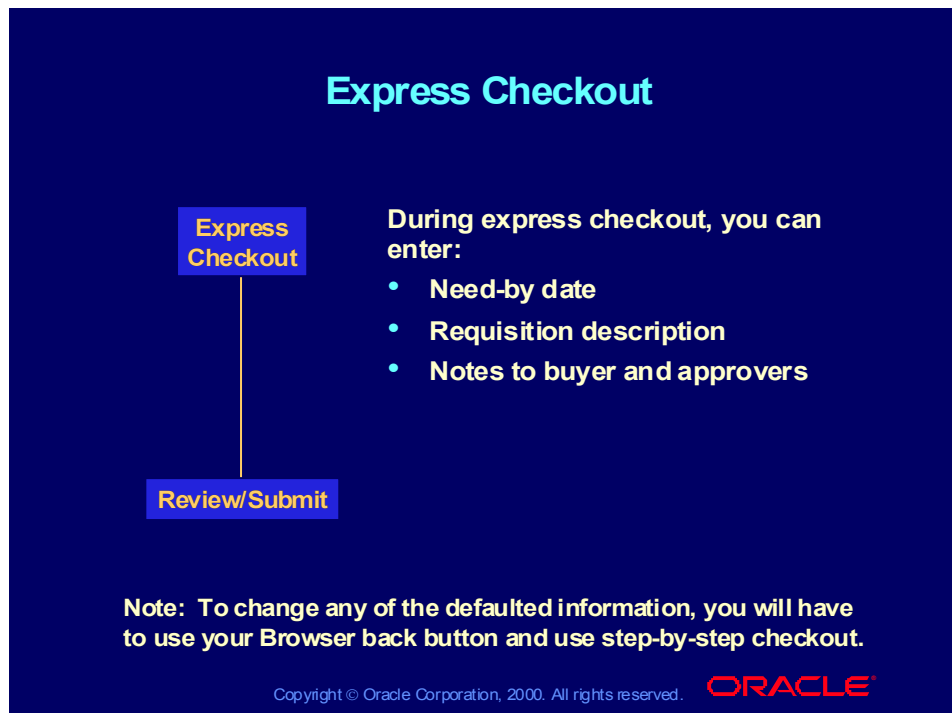 Express Checkout
Express
Checkout
During express checkout, you can
enter:
• Need-by date
• Requisition description
• Notes to buyer and approvers
Review/Submit
Note: To change any of the defaulted information, you will have
to use your Browser back button and use step-by-step checkout.
Copyright © Oracle Corporation, 2000. All rights reserved.
ORACLE®